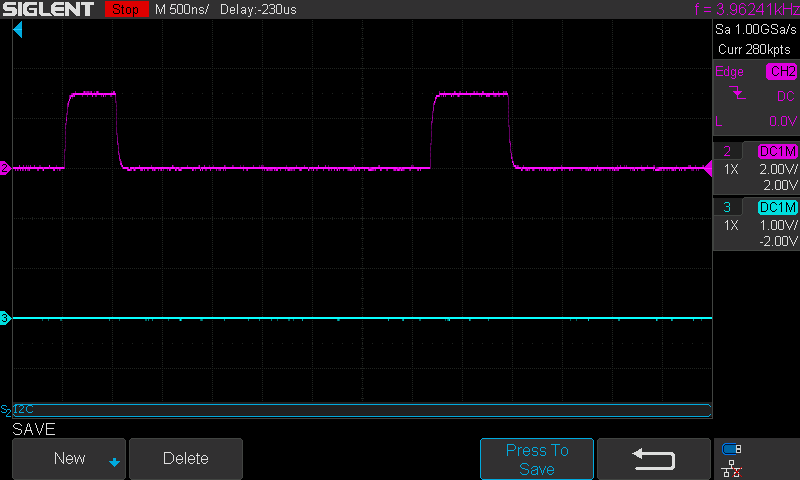 SIGLENT Stop M 500ns/ Delay:-230us f = 3.96241kHz
Sa 1.00GSa/s
Curr 280kpts
Edge CH2
DC
L 0.0V
2 DC1M
1X 2.00V/
2.00V
3 DC1M
1X 1.00V/
-2.00V
2
3
S2 I2C
SAVE
New Delete Press To Save